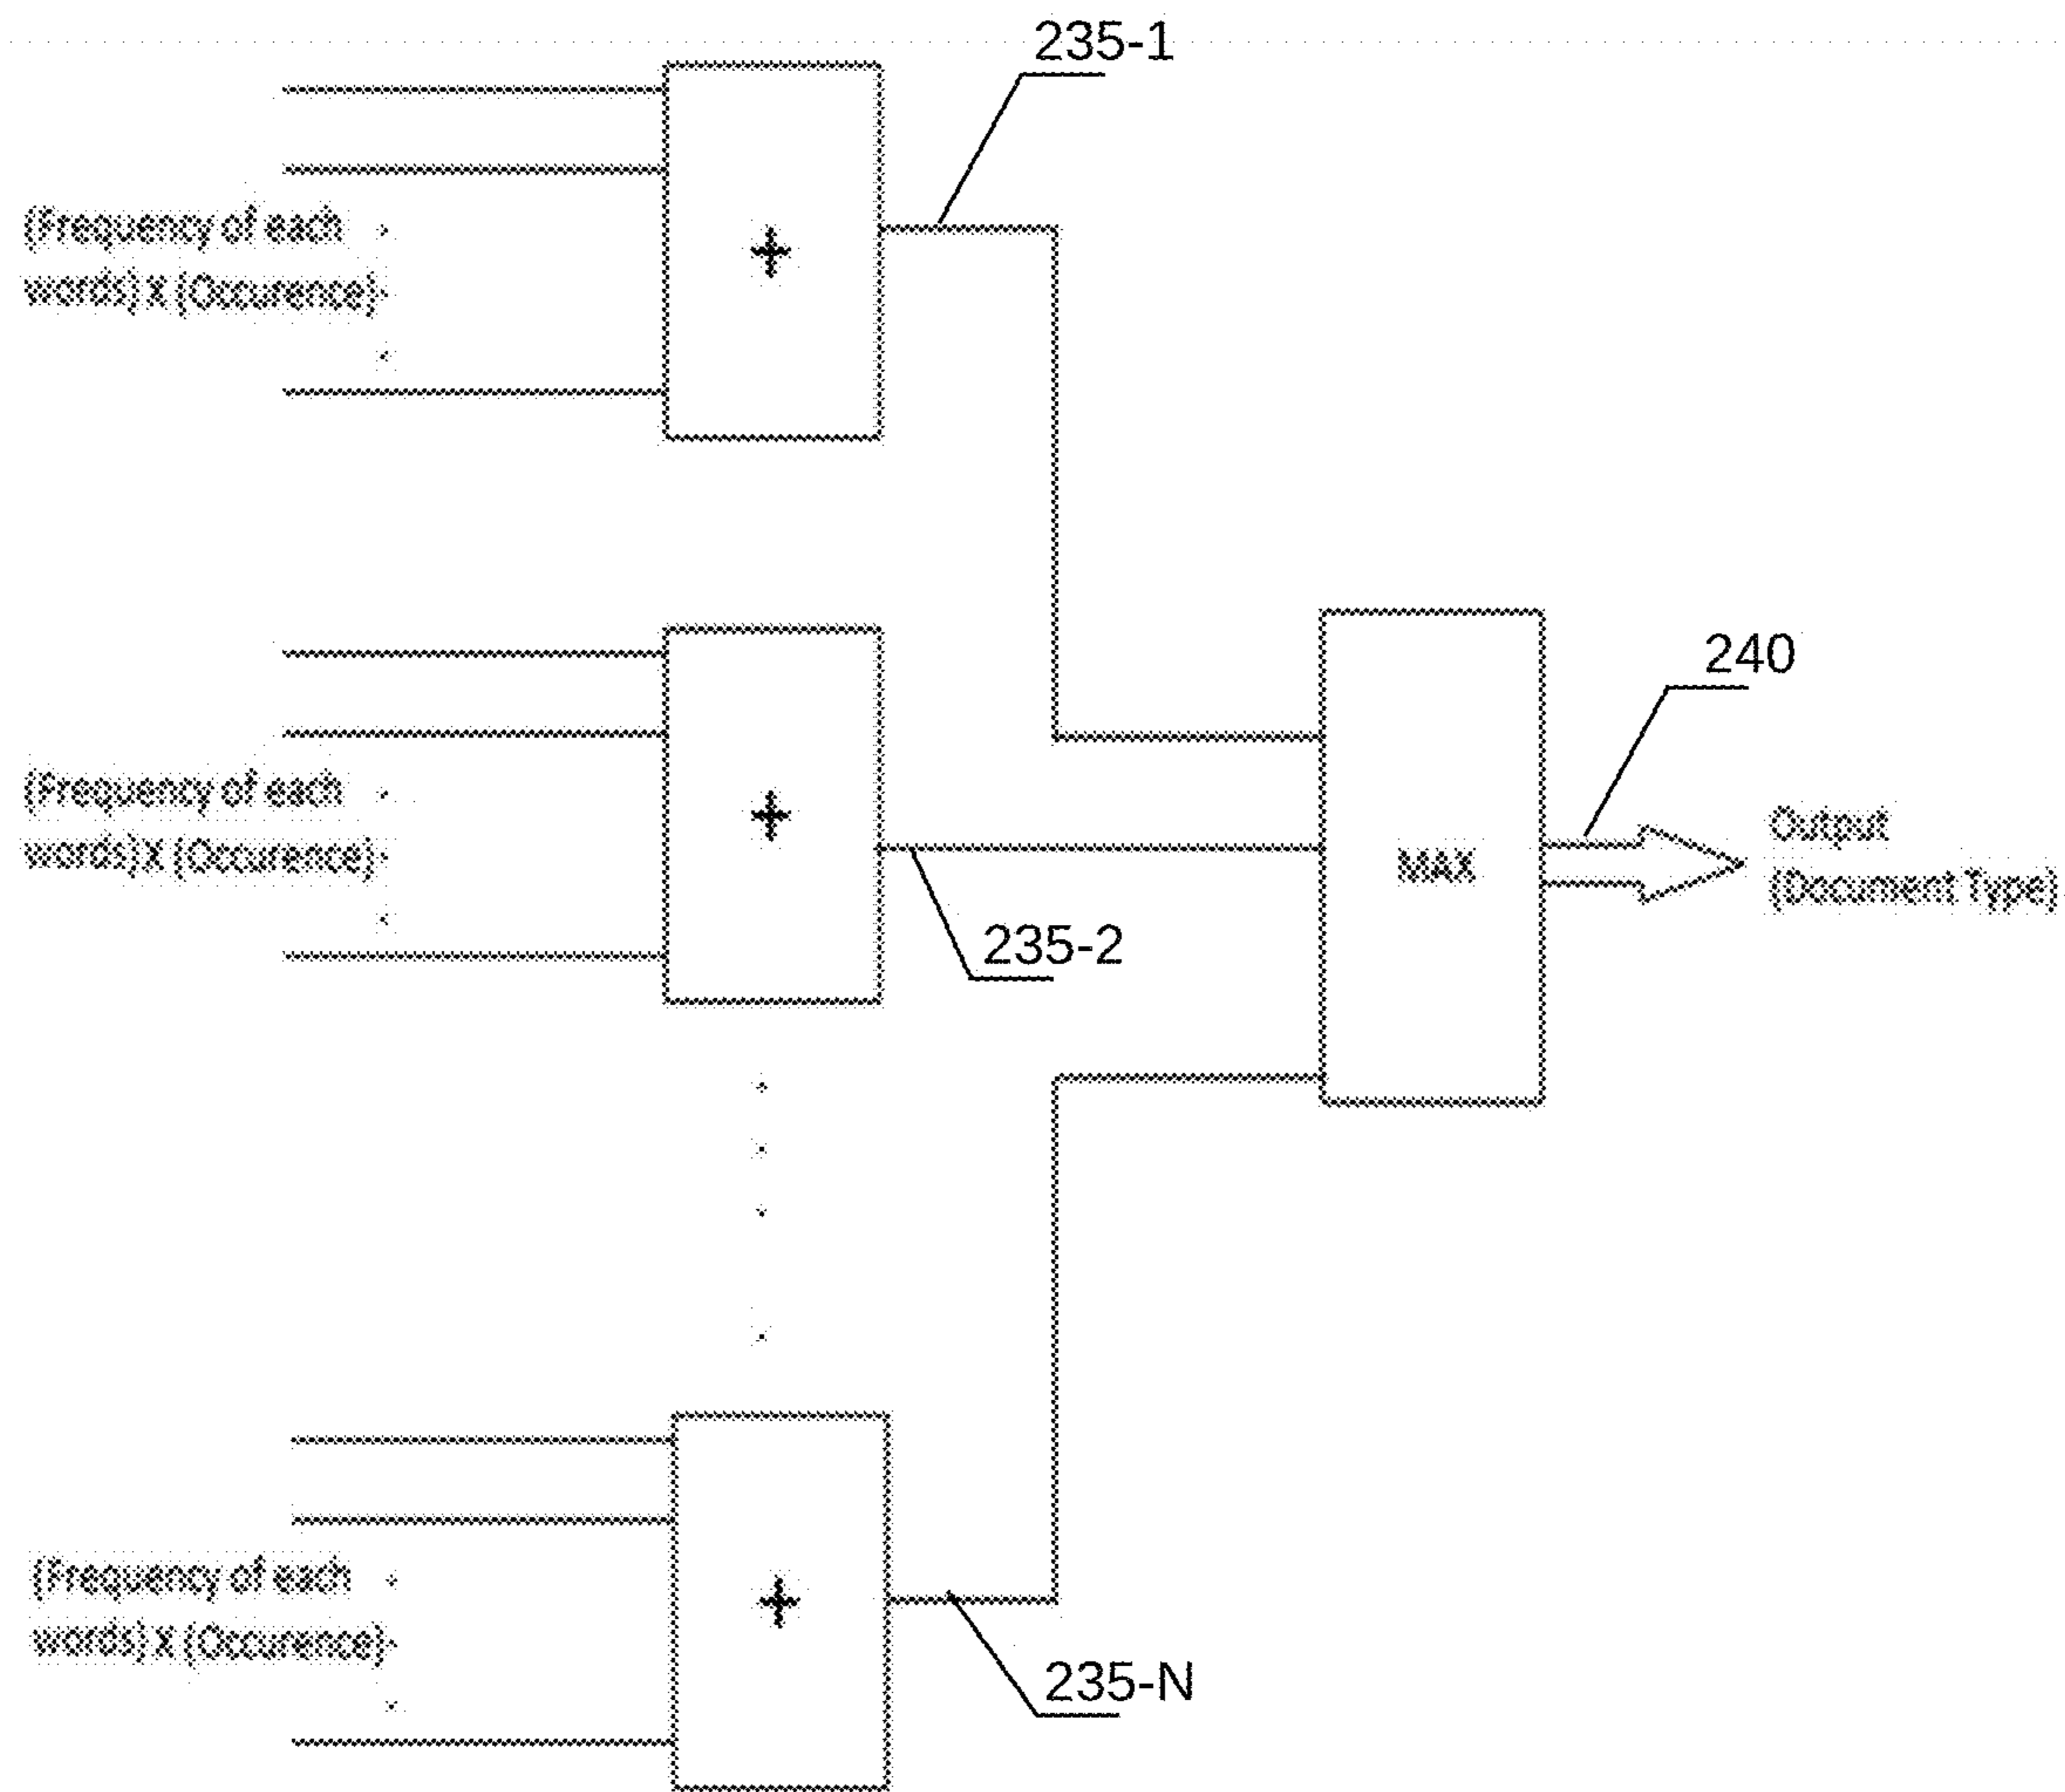 235-1
+
(Frequency of each
words) X (Occurence)
240
+
(Frequency of each
words) X (Occurence)
MAX
Output
(Document Type)
235-2
+
(Frequency of each
words) X (Occurence)
235-N